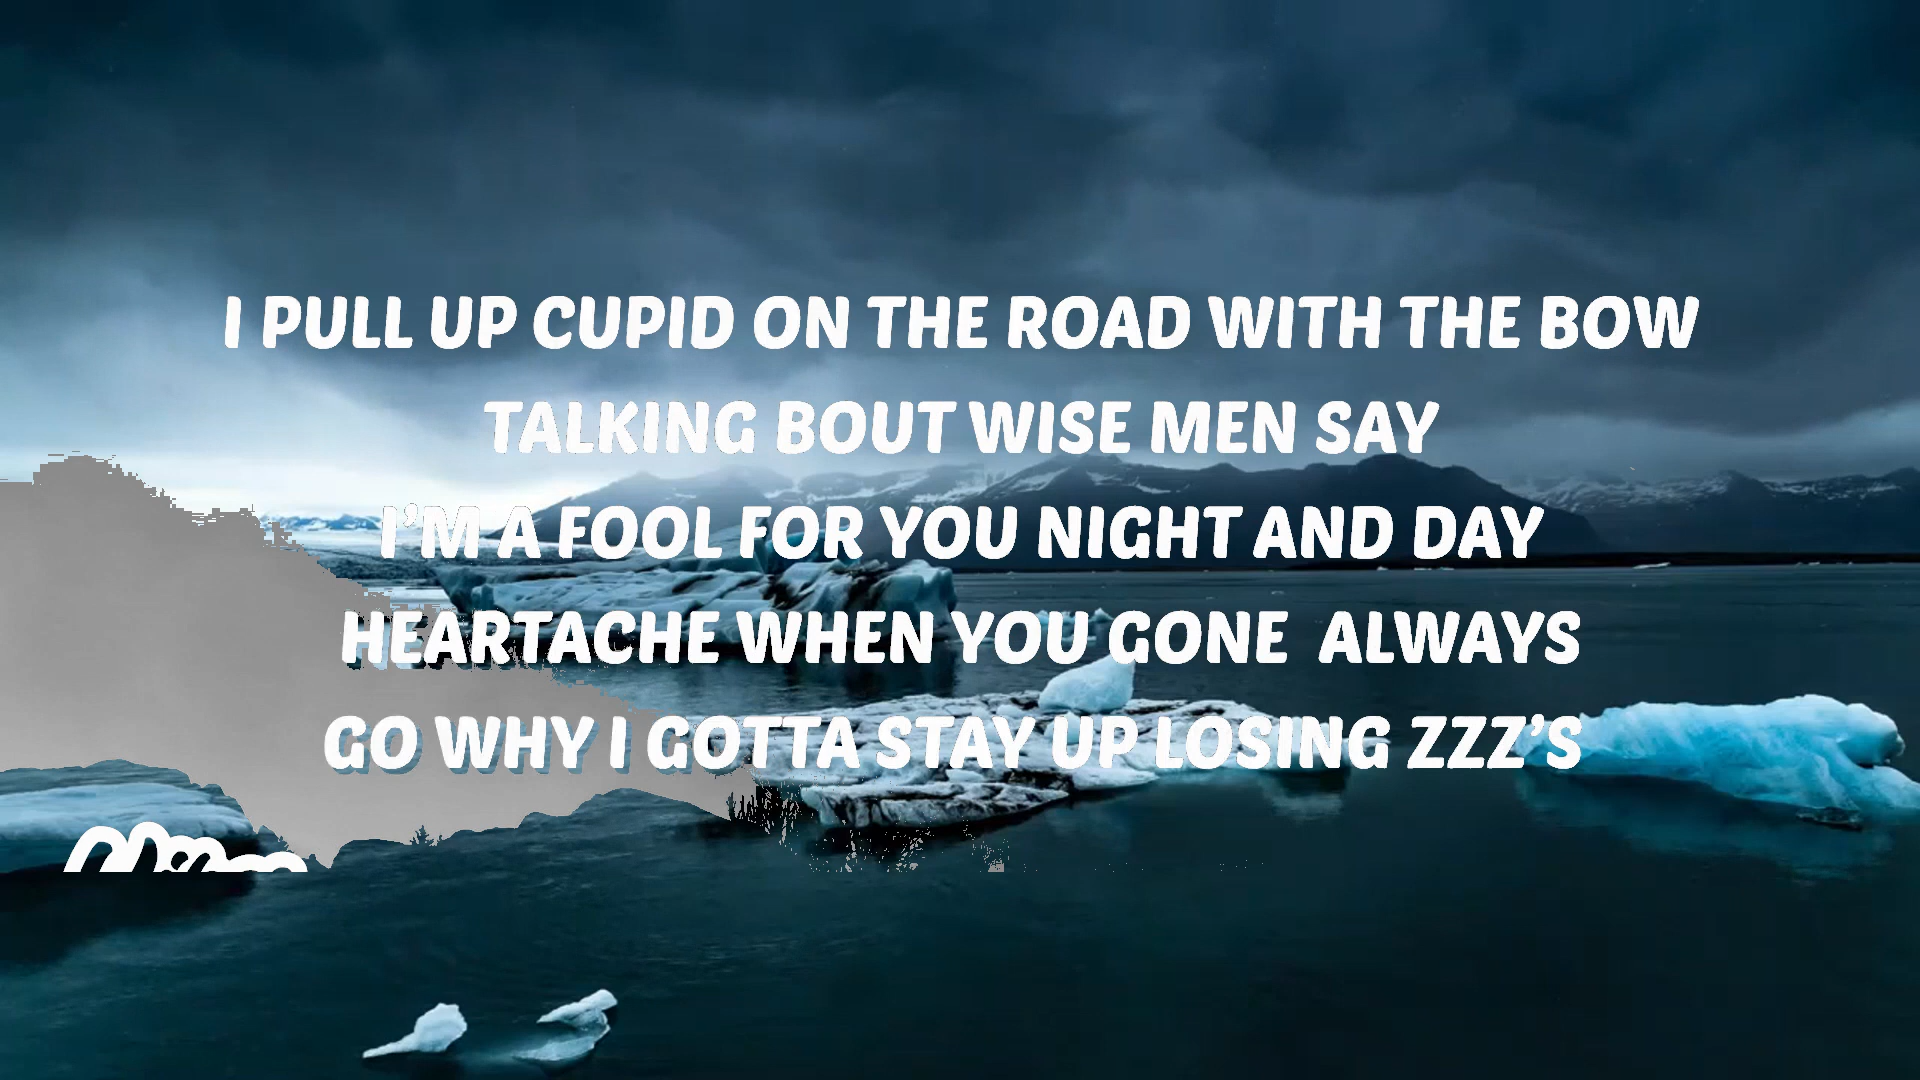 I PULL UP CUPID ON THE ROAD WITH THE BOW
TALKING BOUT WISE MEN SAY
I'M A FOOL FOR YOU NIGHT AND DAY
HEARTACHE WHEN YOU GONE  ALWAYS
GO WHY I GOTTA STAY UP LOSING ZZZ'S